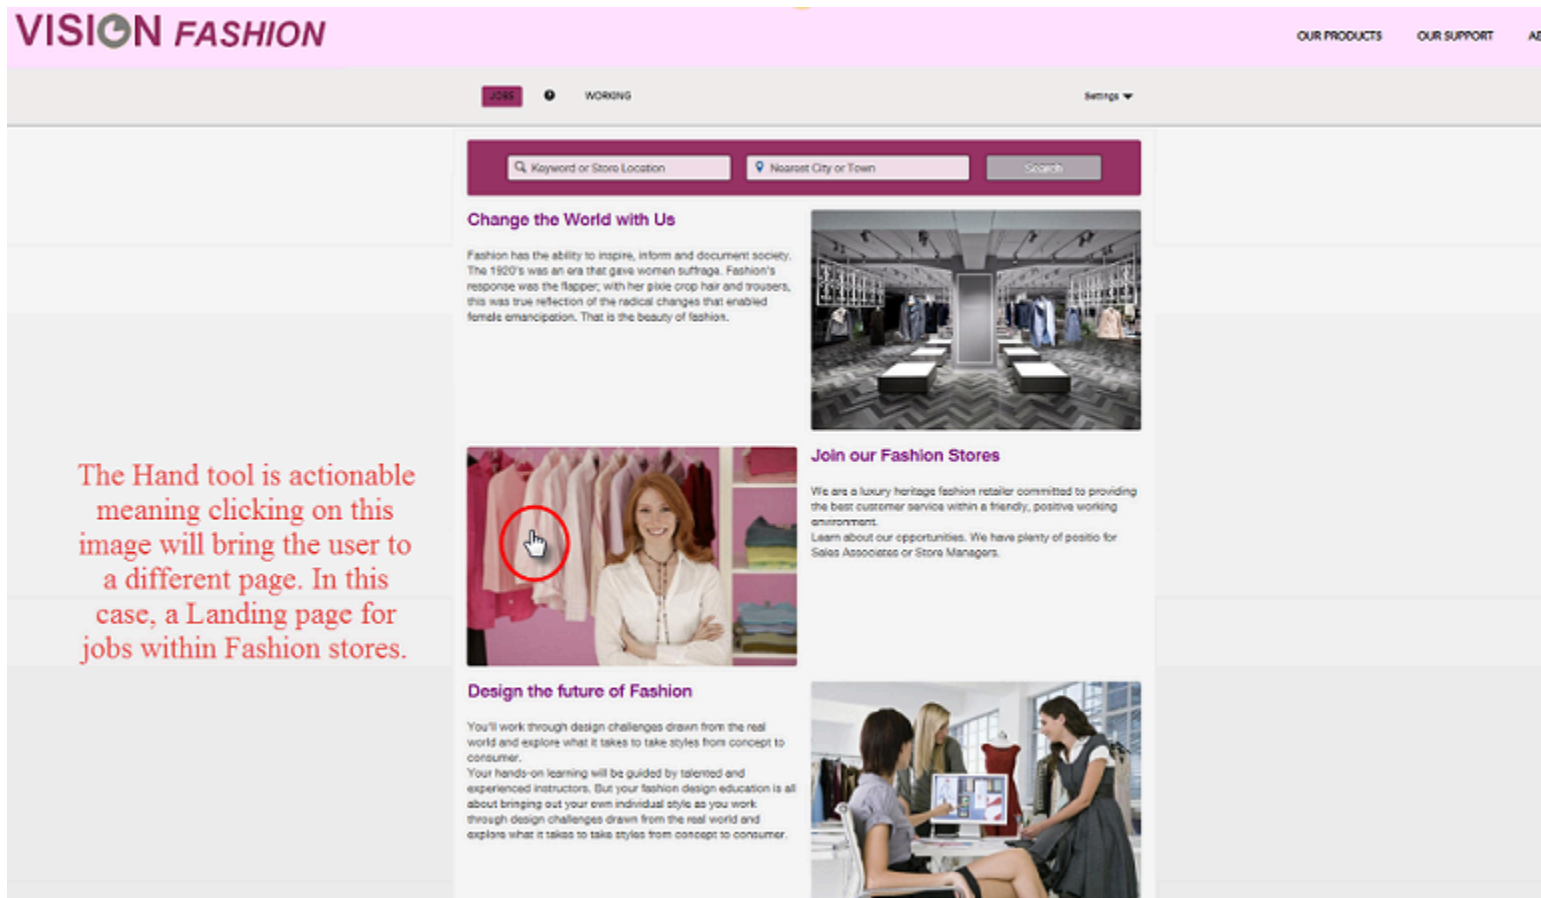 VISION FASHION
OUR PRODUCTS OUR SUPPORT AB
JOBS WORKING Settings
Keyword or Store Location Nearest City or Town Search
Change the World with Us
Fashion has the ability to inspire, inform and document society.
The 1920's was an era that gave women suffrage. Fashion's
response was the flapper; with her pixie crop hair and trousers,
this was true reflection of the radical changes that enabled
female emancipation. That is the beauty of fashion.
The Hand tool is actionable
meaning clicking on this
image will bring the user to
a different page. In this
case, a Landing page for
jobs within Fashion stores.
Join our Fashion Stores
We are a luxury heritage fashion retailer committed to providing
the best customer service within a friendly, positive working
environment.
Learn about our opportunities. We have plenty of positio for
Sales Associates or Store Managers.
Design the future of Fashion
You'll work through design challenges drawn from the real
world and explore what it takes to take styles from concept to
consumer.
Your hands-on learning will be guided by talented and
experienced instructors. But your fashion design education is all
about bringing out your own individual style as you work
through design challenges drawn from the real world and
explore what it takes to take styles from concept to consumer.